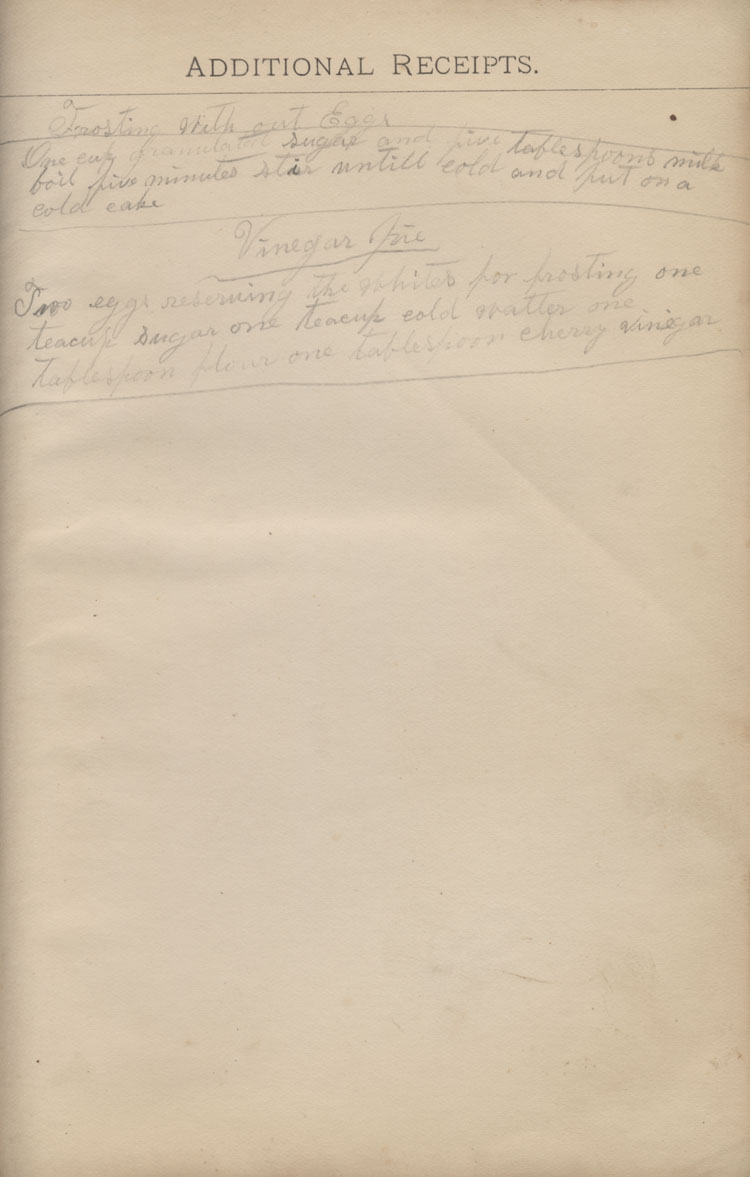 ADDITIONAL RECEIPTS.
Frosting With out Eggs
One cup granulated sugar and five tablespoons milk
boil five minutes stir untill cold and put on a
cold cake
Vinegar Pie
Two eggs reserving the whites for frosting one
teacup sugar one teacup cold watter one
tablespoon flour one tablespoon cherry vinegar